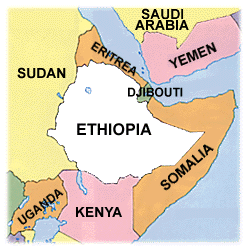 SAUDI
ARABIA
ERITREA
YEMEN
SUDAN
DJIBOUTI
ETHIOPIA
SOMALIA
UGANDA
KENYA